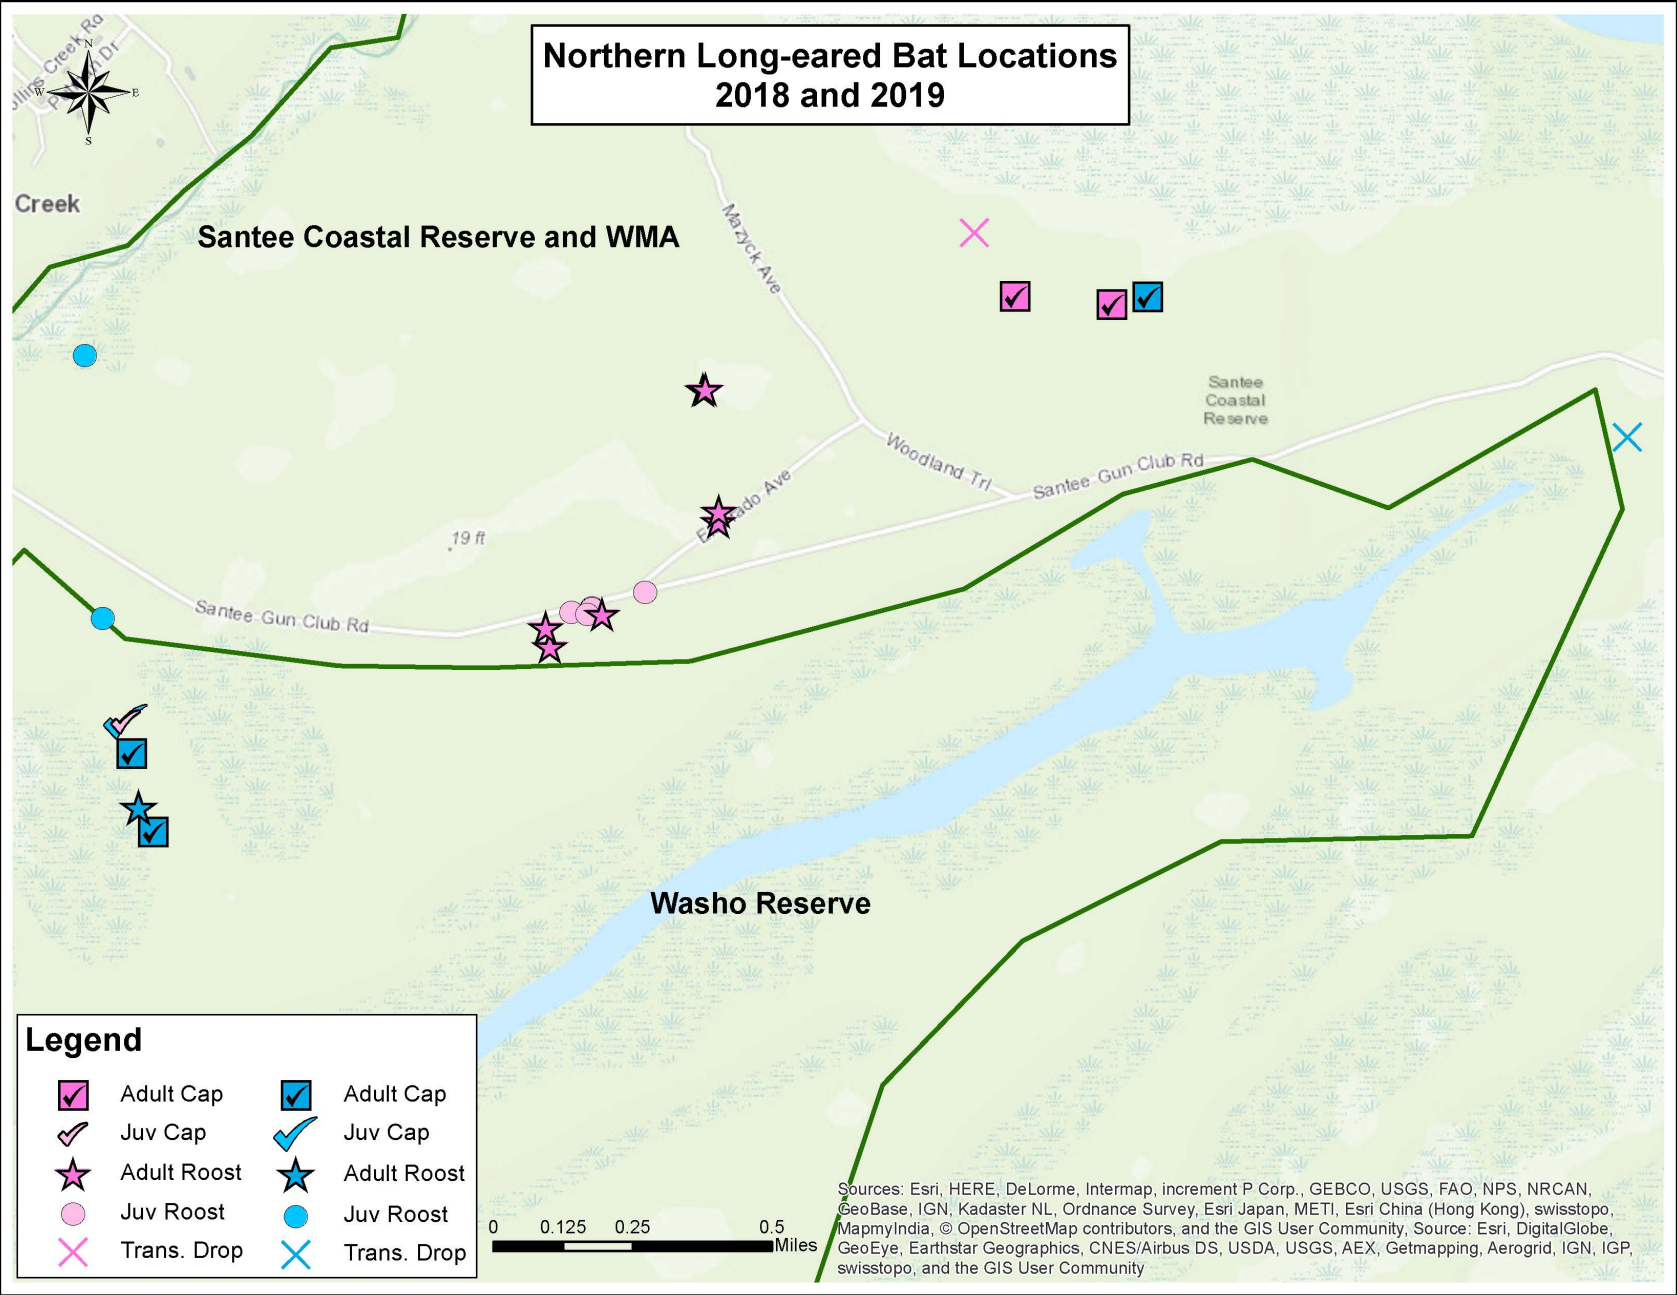 Northern Long-eared Bat Locations
2018 and 2019
N
W
E
S
Creek
Santee Coastal Reserve and WMA
Mazyck Ave
Santee
Coastal
Reserve
Woodland Trl
Santee Gun Club Rd
ado Ave
19 ft
Santee Gun Club Rd
Washo Reserve
Legend
Adult Cap
Adult Cap
Juv Cap
Juv Cap
Adult Roost
Adult Roost
Juv Roost
Juv Roost
Trans. Drop
Trans. Drop
0 0.125 0.25 0.5
Miles
Sources: Esri, HERE, DeLorme, Intermap, increment P Corp., GEBCO, USGS, FAO, NPS, NRCAN,
GeoBase, IGN, Kadaster NL, Ordnance Survey, Esri Japan, METI, Esri China (Hong Kong), swisstopo,
MapmyIndia, © OpenStreetMap contributors, and the GIS User Community, Source: Esri, DigitalGlobe,
GeoEye, Earthstar Geographics, CNES/Airbus DS, USDA, USGS, AEX, Getmapping, Aerogrid, IGN, IGP,
swisstopo, and the GIS User Community